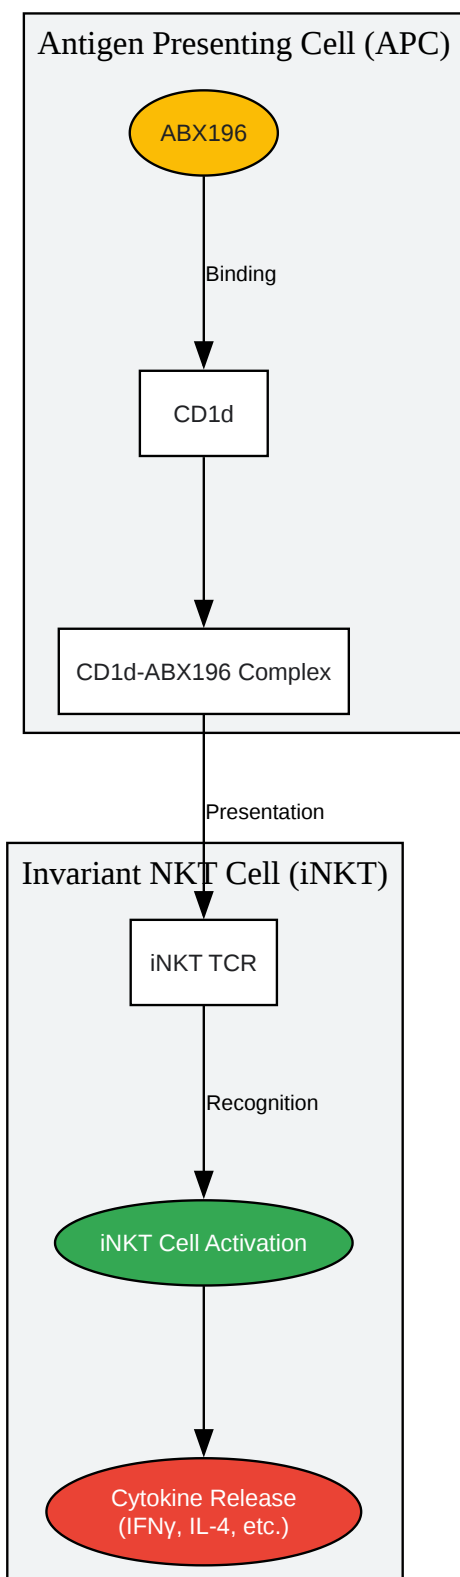 Antigen Presenting Cell (APC)
ABX196
Binding
CD1d
CD1d-ABX196 Complex
Presentation
Invariant NKT Cell (iNKT)
iNKT TCR
Recognition
iNKT Cell Activation
Cytokine Release
(IFNγ, IL-4, etc.)